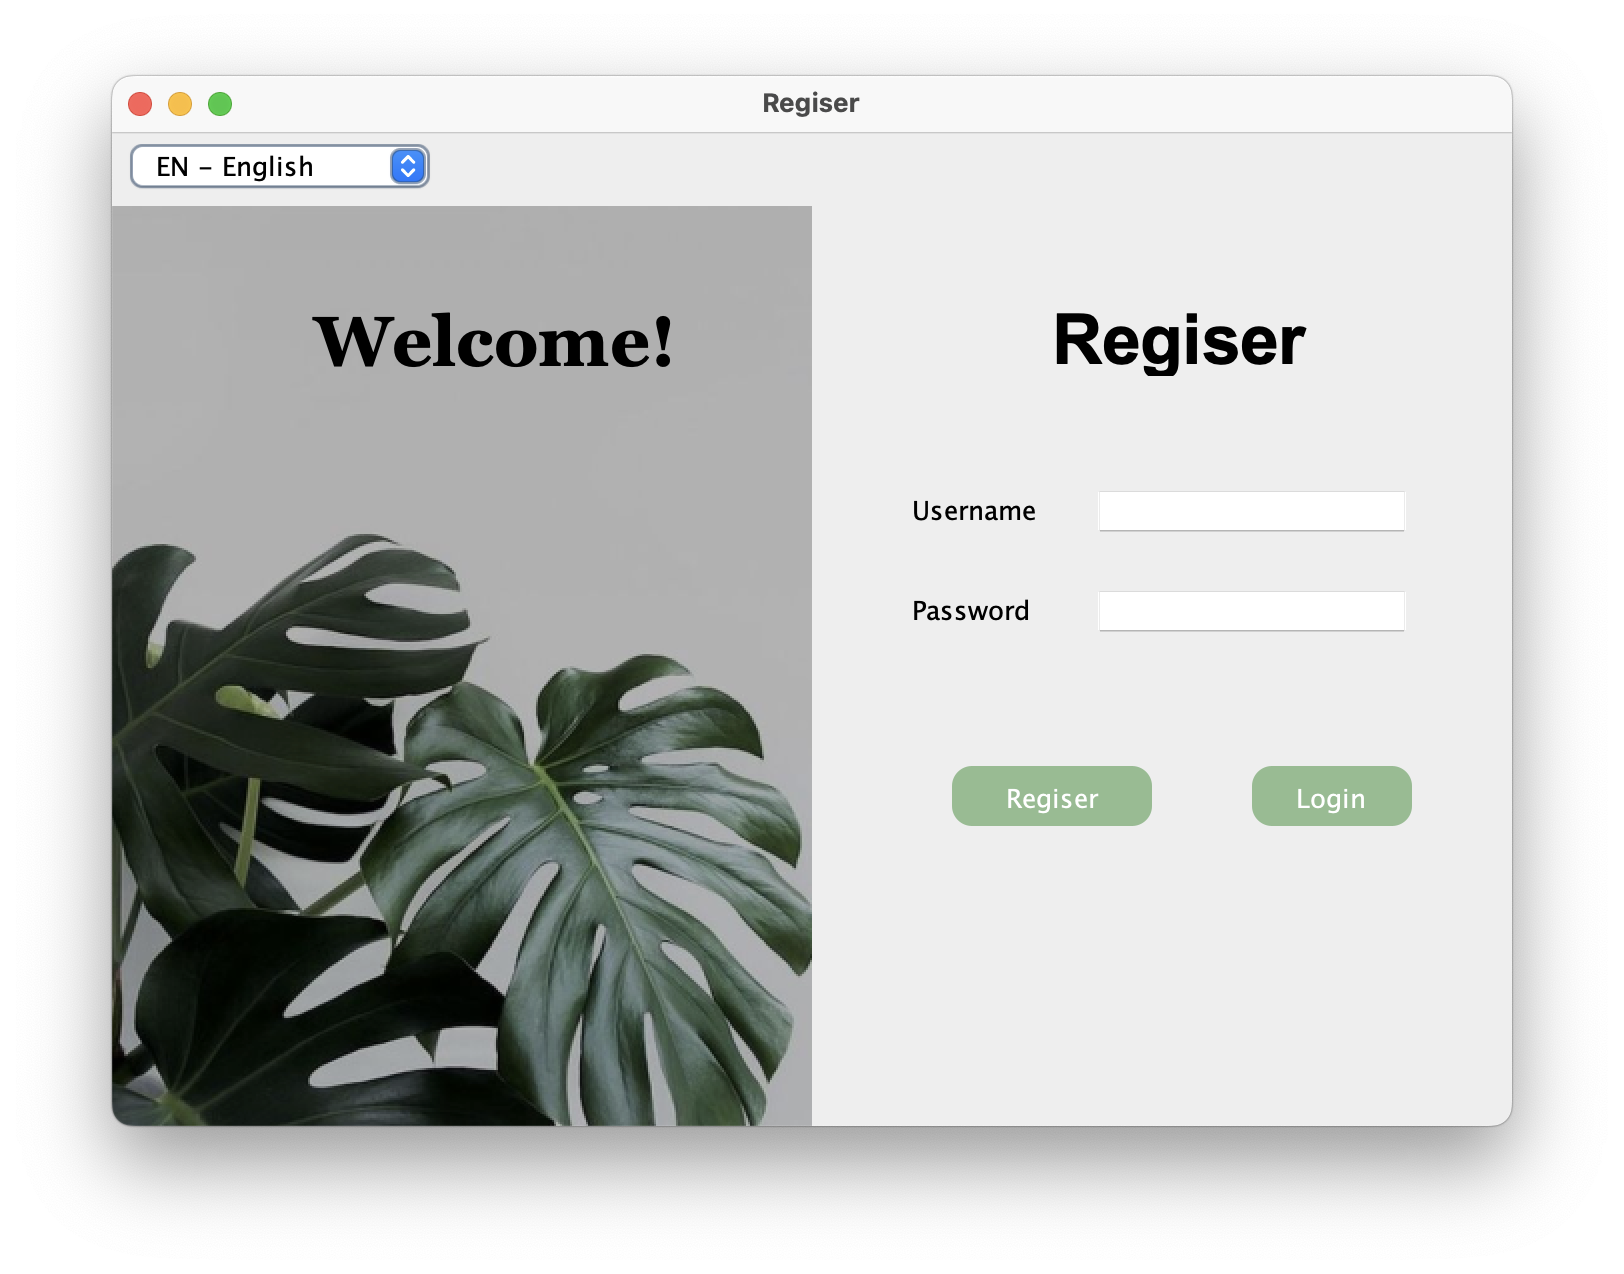 Regiser
EN – English
Welcome!
Regiser
Username
Password
Regiser
Login